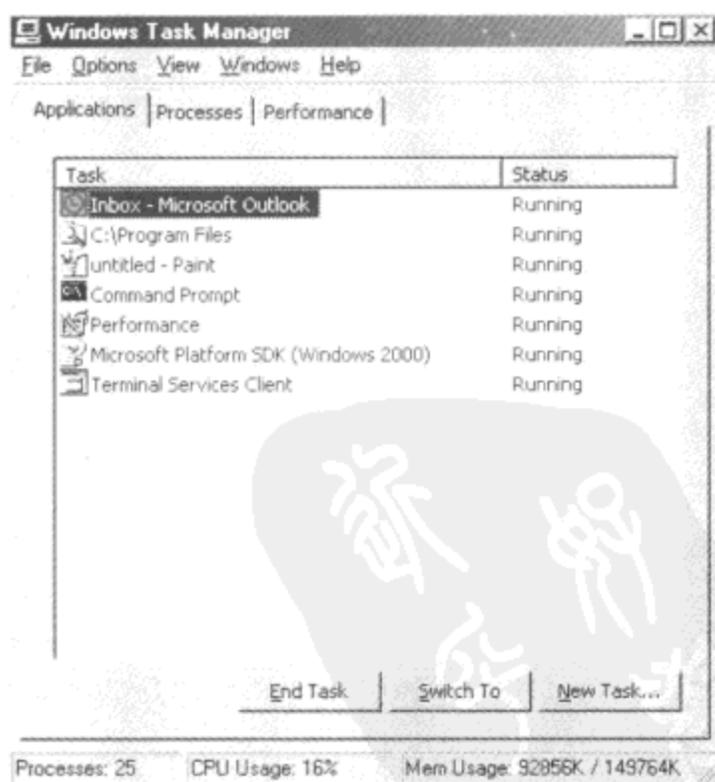 Windows Task Manager
File Options View Windows Help
Applications Processes Performance
Task Status
Inbox - Microsoft Outlook Running
C:\Program Files Running
untitled - Paint Running
Command Prompt Running
Performance Running
Microsoft Platform SDK (Windows 2000) Running
Terminal Services Client Running
End Task Switch To New Task...
Processes: 25 CPU Usage: 16% Mem Usage: 92856K / 149764K